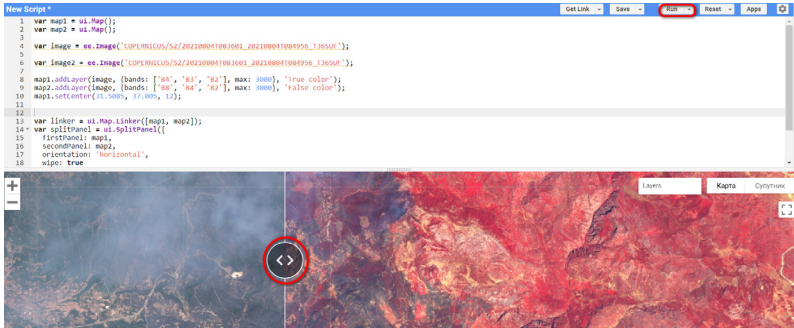 New Script *
Get Link Save Run Reset Apps
1 var map1 = ui.Map();
2 var map2 = ui.Map();
3
4 var image = ee.Image('COPERNICUS/S2/20210804T083601_20210804T084956_T36SUF');
5
6 var image2 = ee.Image('COPERNICUS/S2/20210804T083601_20210804T084956_T36SUF');
7
8 map1.addLayer(image, {bands: ['B4', 'B3', 'B2'], max: 3000}, 'True color');
9 map2.addLayer(image, {bands: ['B8', 'B4', 'B2'], max: 3000}, 'False color');
10 map1.setCenter(31.5085, 37.005, 12);
11
12
13 var linker = ui.Map.Linker([map1, map2]);
14 var splitPanel = ui.SplitPanel({
15 firstPanel: map1,
16 secondPanel: map2,
17 orientation: 'horizontal',
18 wipe: true
Layers Карта Супутник